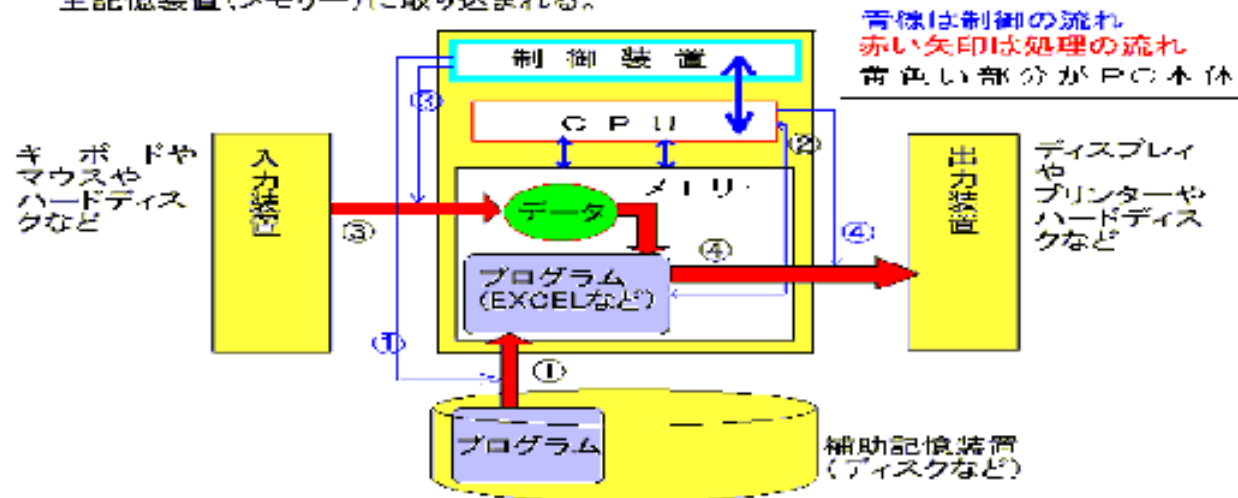 主記憶装置(メモリー)に取り込まれる。
青線は制御の流れ
赤い矢印は処理の流れ
黄色い部分がPC本体
制御装置
③
CPU
②
キーボードや
マウスや
ハードディス
クなど
入力装置
メモリー
データ
③
④
④
プログラム
(EXCELなど)
出力装置
ディスプレイ
や
プリンターや
ハードディス
クなど
①
①
プログラム
補助記憶装置
(ディスクなど)